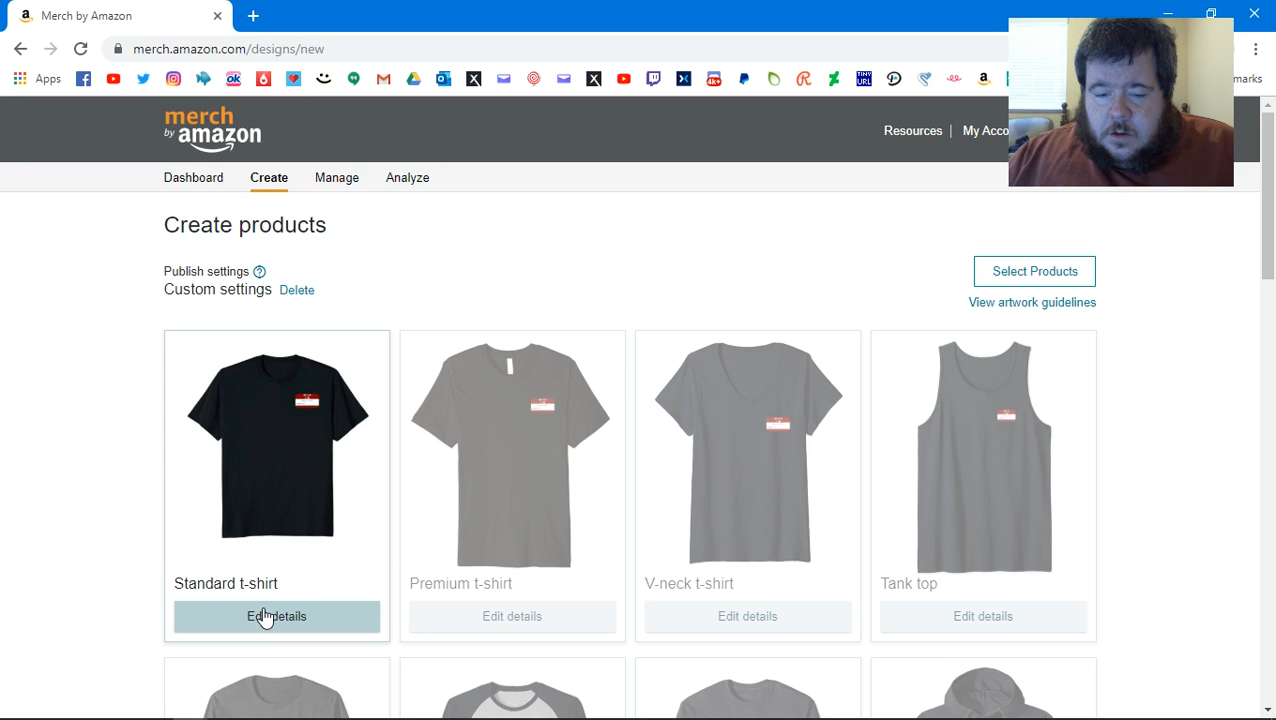 Merch by Amazon
merch.amazon.com/designs/new
Apps
merch
by amazon
Resources | My Acco
Dashboard Create Manage Analyze
Create products
Publish settings ?
Custom settings Delete
Select Products
View artwork guidelines
Standard t-shirt
Premium t-shirt
V-neck t-shirt
Tank top
Edit details
Edit details
Edit details
Edit details